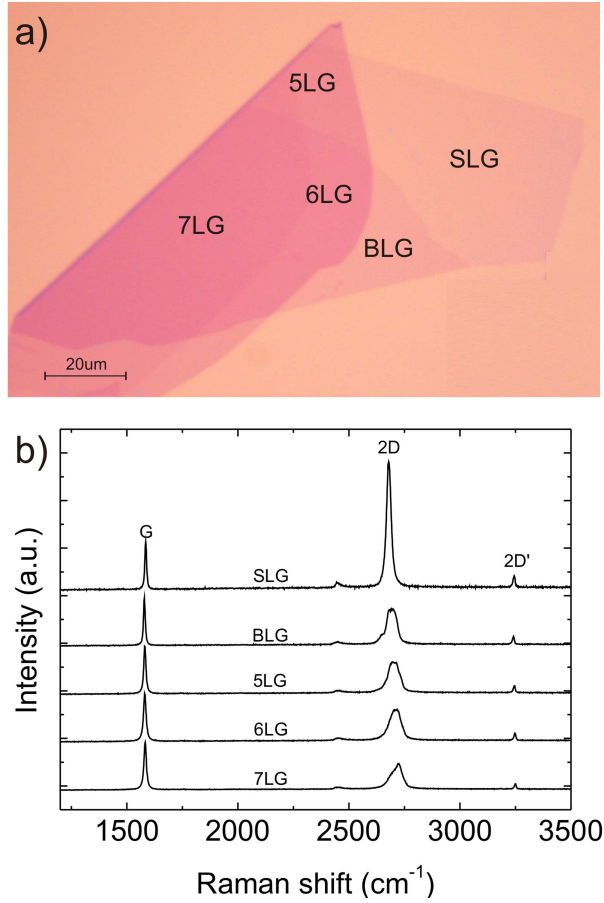 a)
5LG
SLG
6LG
7LG
BLG
20um
b)
2D
G
2D'
SLG
BLG
5LG
6LG
7LG
Intensity (a.u.)
1500 2000 2500 3000 3500
Raman shift (cm⁻¹)